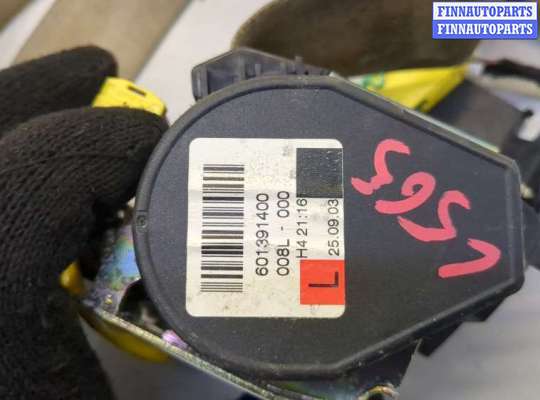 FINNAUTOPARTS
FINNAUTOPARTS
601391400
008L - 000
H4 21:16
25.09.03
L
1563